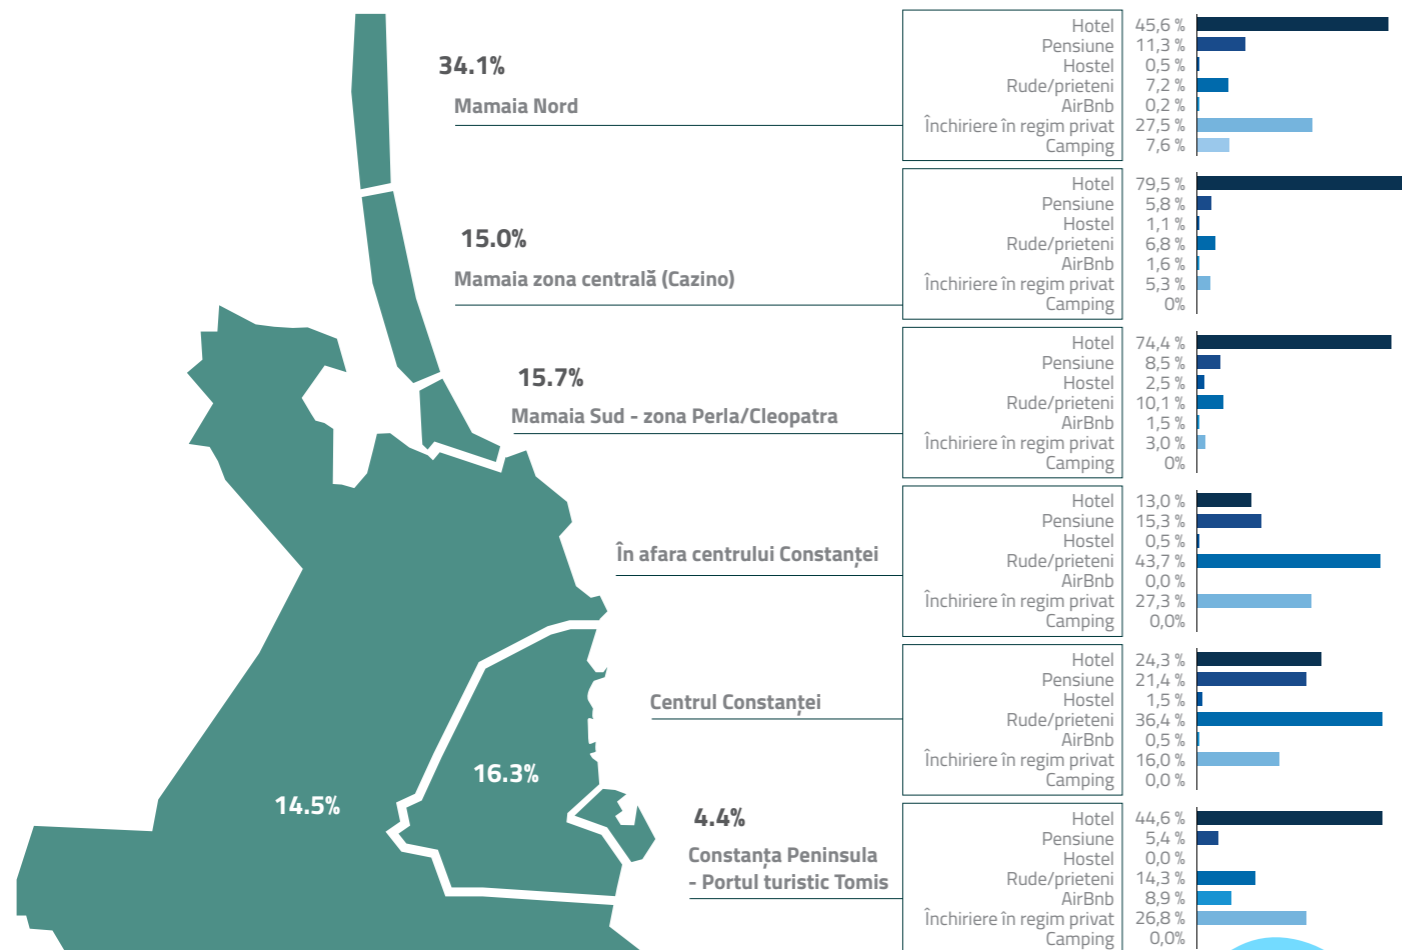 34.1%
Mamaia Nord
Hotel 45,6 %
Pensiune 11,3 %
Hostel 0,5 %
Rude/prieteni 7,2 %
AirBnb 0,2 %
Închiriere în regim privat 27,5 %
Camping 7,6 %
15.0%
Mamaia zona centrală (Cazino)
Hotel 79,5 %
Pensiune 5,8 %
Hostel 1,1 %
Rude/prieteni 6,8 %
AirBnb 1,6 %
Închiriere în regim privat 5,3 %
Camping 0%
15.7%
Mamaia Sud - zona Perla/Cleopatra
Hotel 74,4 %
Pensiune 8,5 %
Hostel 2,5 %
Rude/prieteni 10,1 %
AirBnb 1,5 %
Închiriere în regim privat 3,0 %
Camping 0%
În afara centrului Constanței
Hotel 13,0 %
Pensiune 15,3 %
Hostel 0,5 %
Rude/prieteni 43,7 %
AirBnb 0,0 %
Închiriere în regim privat 27,3 %
Camping 0,0%
Centrul Constanței
Hotel 24,3 %
Pensiune 21,4 %
Hostel 1,5 %
Rude/prieteni 36,4 %
AirBnb 0,5 %
Închiriere în regim privat 16,0 %
Camping 0,0 %
16.3%
14.5%
4.4%
Constanța Peninsula
- Portul turistic Tomis
Hotel 44,6 %
Pensiune 5,4 %
Hostel 0,0 %
Rude/prieteni 14,3 %
AirBnb 8,9 %
Închiriere în regim privat 26,8 %
Camping 0,0%